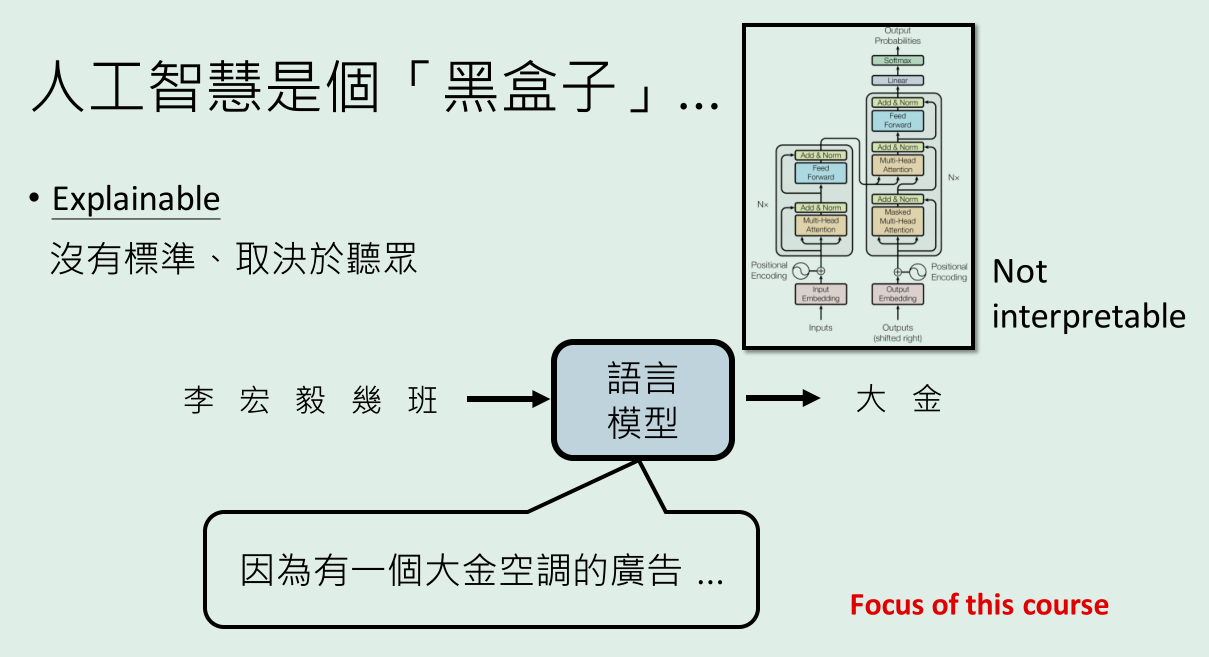 人工智慧是個「黑盒子」...
• Explainable
沒有標準、取決於聽眾
Output
Probabilities
Softmax
Linear
Add & Norm
Feed
Forward
Add & Norm
Multi-Head
Attention
Add & Norm
Masked
Multi-Head
Attention
N×
Add & Norm
Feed
Forward
Add & Norm
Multi-Head
Attention
N×
Positional
Encoding
Positional
Encoding
Input
Embedding
Output
Embedding
Inputs
Outputs
(shifted right)
Not
interpretable
李 宏 毅 幾 班
語言
模型
大 金
因為有一個大金空調的廣告 ...
Focus of this course